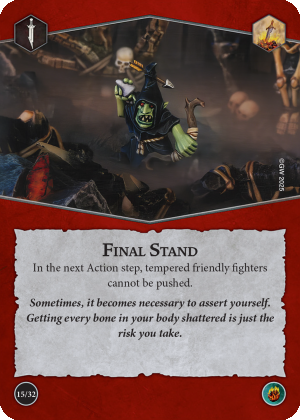 ©GW 2025
FINAL STAND
In the next Action step, tempered friendly fighters
cannot be pushed.
Sometimes, it becomes necessary to assert yourself.
Getting every bone in your body shattered is just the
risk you take.
15/32